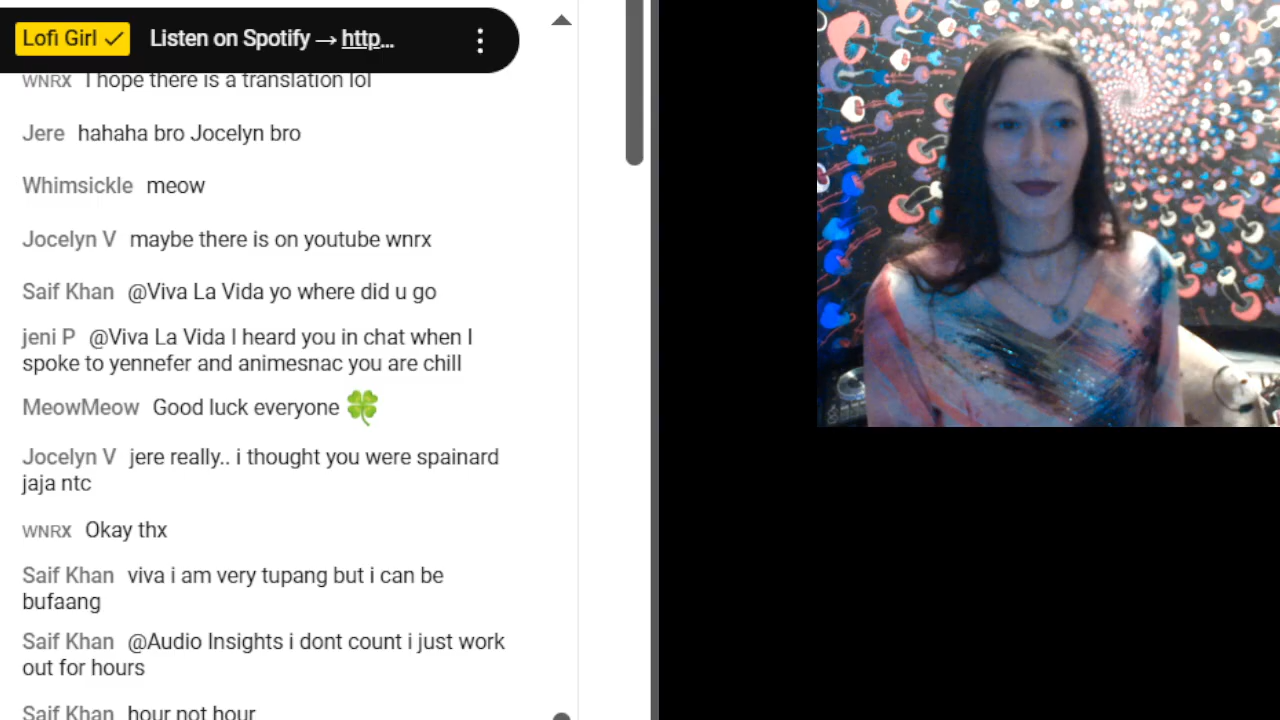 Lofi Girl ✓ Listen on Spotify → http...
WNRX I hope there is a translation lol
Jere hahaha bro Jocelyn bro
Whimsickle meow
Jocelyn V maybe there is on youtube wnrx
Saif Khan @Viva La Vida yo where did u go
jeni P @Viva La Vida I heard you in chat when I
spoke to yennefer and animesnac you are chill
MeowMeow Good luck everyone 🍀
Jocelyn V jere really.. i thought you were spainard
jaja ntc
WNRX Okay thx
Saif Khan viva i am very tupang but i can be
bufaang
Saif Khan @Audio Insights i dont count i just work
out for hours
Saif Khan hour not hour